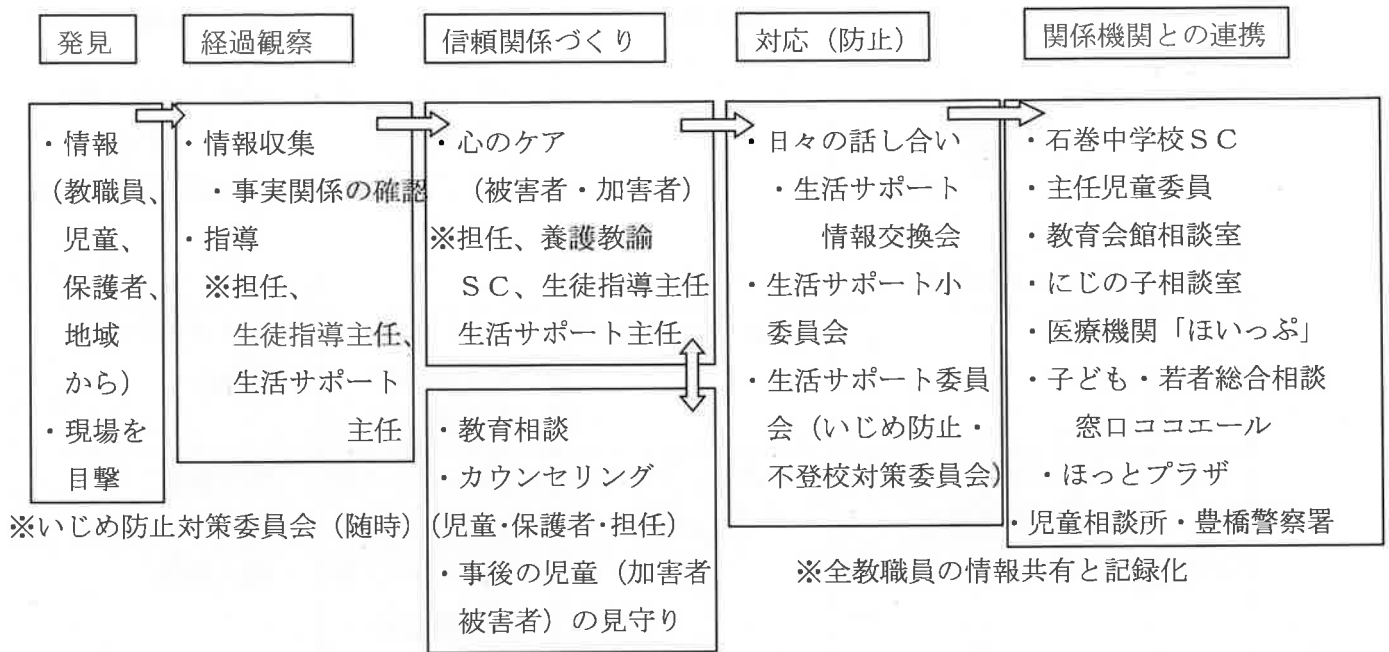 発見
経過観察
信頼関係づくり
対応（防止）
関係機関との連携
・情報
（教職員、
児童、
保護者、
地域
から）
・現場を
目撃
・情報収集
・事実関係の確認
・指導
※担任、
生徒指導主任、
生活サポート
主任
・心のケア
（被害者・加害者）
※担任、養護教諭
ＳＣ、生徒指導主任
生活サポート主任
・教育相談
・カウンセリング
（児童・保護者・担任）
・事後の児童（加害者
被害者）の見守り
・日々の話し合い
・生活サポート
情報交換会
・生活サポート小
委員会
・生活サポート委員
会（いじめ防止・
不登校対策委員会）
・石巻中学校ＳＣ
・主任児童委員
・教育会館相談室
・にじの子相談室
・医療機関「ほいっぷ」
・子ども・若者総合相談
窓口ココエール
・ほっとプラザ
・児童相談所・豊橋警察署
※いじめ防止対策委員会（随時）
※全教職員の情報共有と記録化